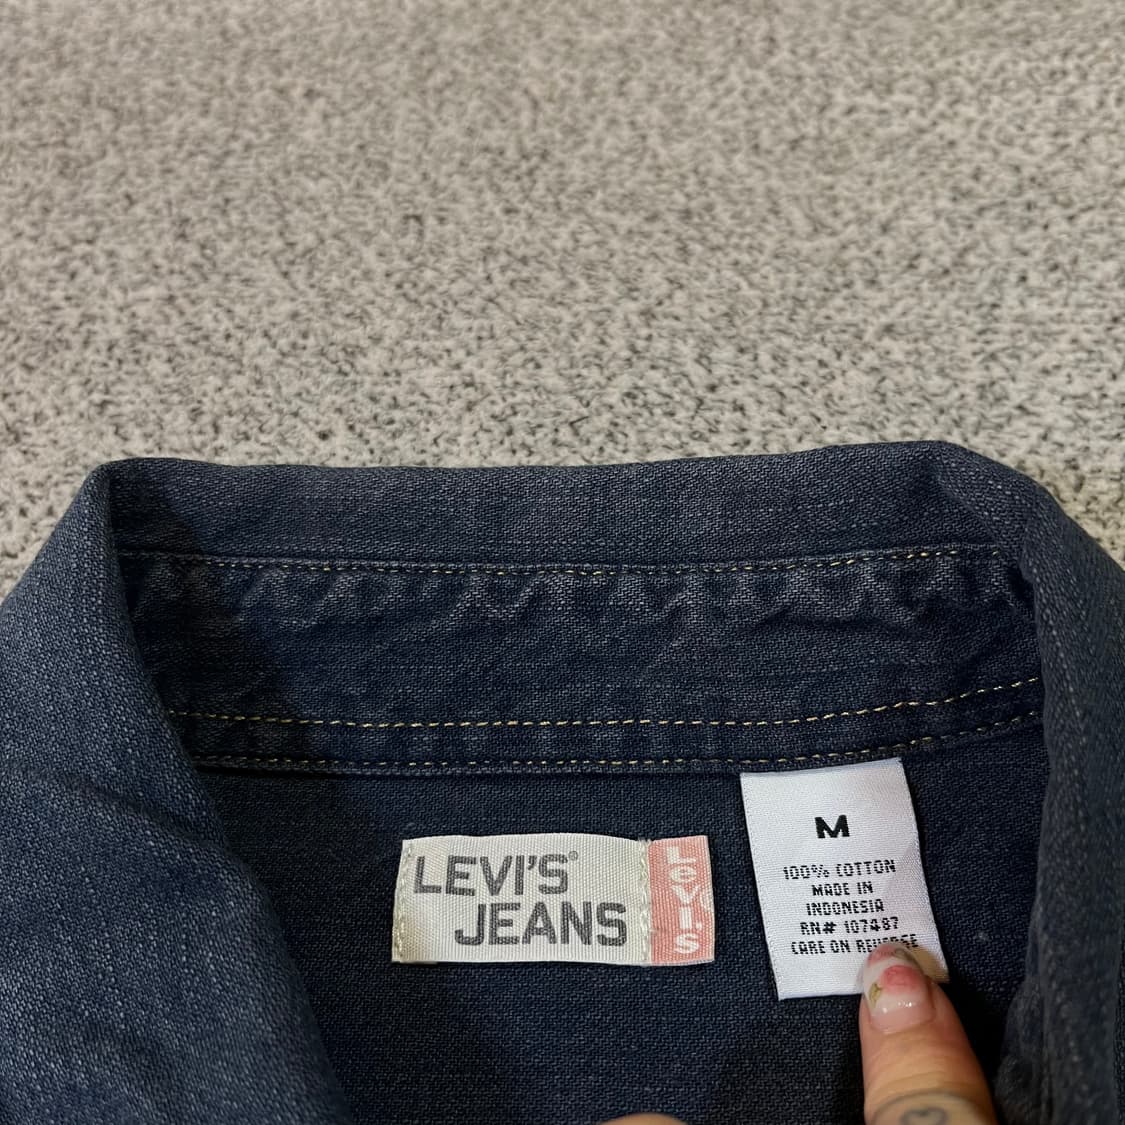 LEVI'S®
JEANS
LEVI'S
M
100% COTTON
MADE IN
INDONESIA
RN# 107487
CARE ON REVERSE